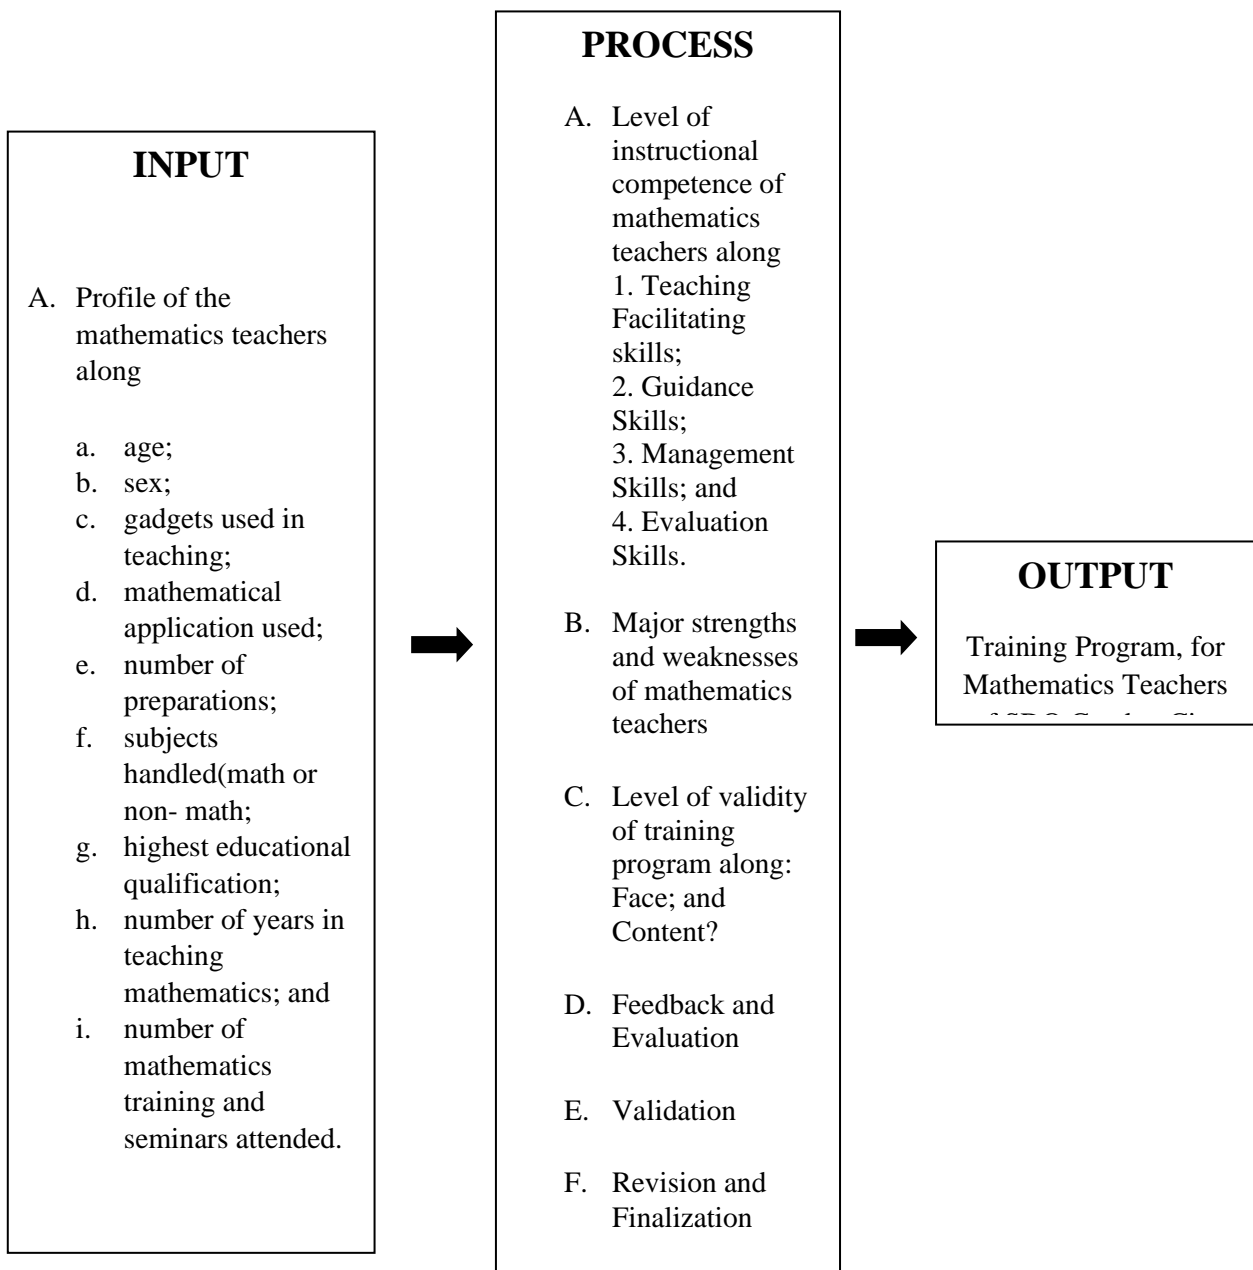 INPUT
A. Profile of the
mathematics teachers
along
a. age;
b. sex;
c. gadgets used in
teaching;
d. mathematical
application used;
e. number of
preparations;
f. subjects
handled(math or
non- math;
g. highest educational
qualification;
h. number of years in
teaching
mathematics; and
i. number of
mathematics
training and
seminars attended.
PROCESS
A. Level of
instructional
competence of
mathematics
teachers along
1. Teaching
Facilitating
skills;
2. Guidance
Skills;
3. Management
Skills; and
4. Evaluation
Skills.
B. Major strengths
and weaknesses
of mathematics
teachers
C. Level of validity
of training
program along:
Face; and
Content?
D. Feedback and
Evaluation
E. Validation
F. Revision and
Finalization
OUTPUT
Training Program, for
Mathematics Teachers